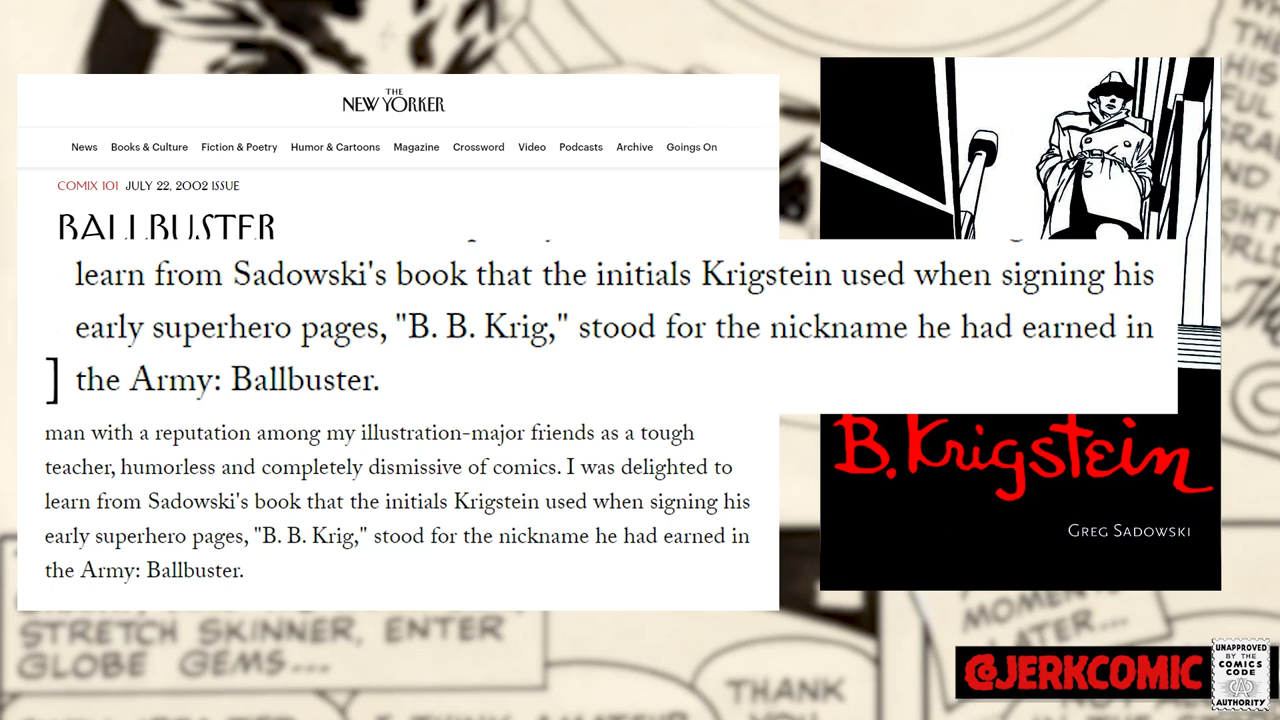 THE
NEW YORKER
News Books & Culture Fiction & Poetry Humor & Cartoons Magazine Crossword Video Podcasts Archive Goings On
COMIX 101 JULY 22, 2002 ISSUE
BALLBUSTER
learn from Sadowski's book that the initials Krigstein used when signing his
early superhero pages, "B. B. Krig," stood for the nickname he had earned in
] the Army: Ballbuster.
man with a reputation among my illustration-major friends as a tough
teacher, humorless and completely dismissive of comics. I was delighted to
learn from Sadowski's book that the initials Krigstein used when signing his
early superhero pages, "B. B. Krig," stood for the nickname he had earned in
the Army: Ballbuster.
B. Krigstein
GREG SADOWSKI
STRETCH SKINNER, ENTER
GLOBE GEMS...
THANK
MOMEN
LATER...
@JERKCOMIC
UNAPPROVED
BY THE
COMICS
CODE
AUTHORITY